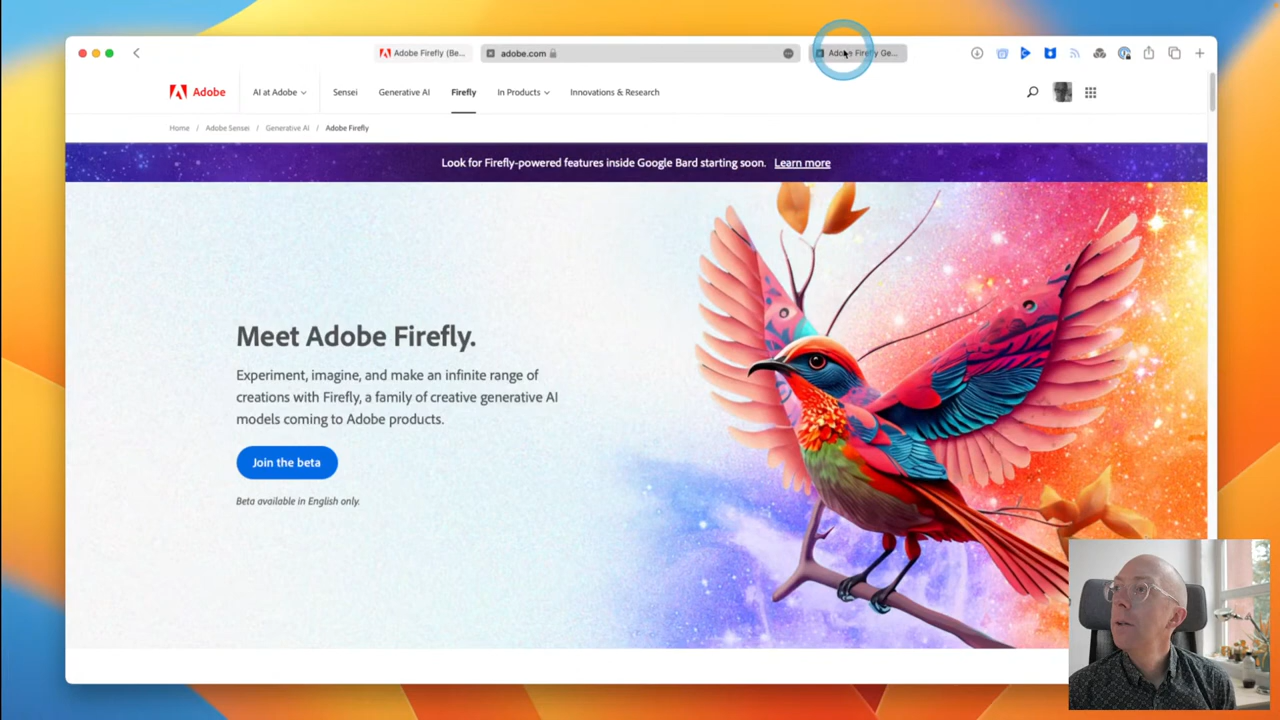 Adobe Firefly (Be...
adobe.com
Adobe Firefly Ge...
Adobe
AI at Adobe
Sensei
Generative AI
Firefly
In Products
Innovations & Research
Home / Adobe Sensei / Generative AI / Adobe Firefly
Look for Firefly-powered features inside Google Bard starting soon. Learn more
Meet Adobe Firefly.
Experiment, imagine, and make an infinite range of
creations with Firefly, a family of creative generative AI
models coming to Adobe products.
Join the beta
Beta available in English only.